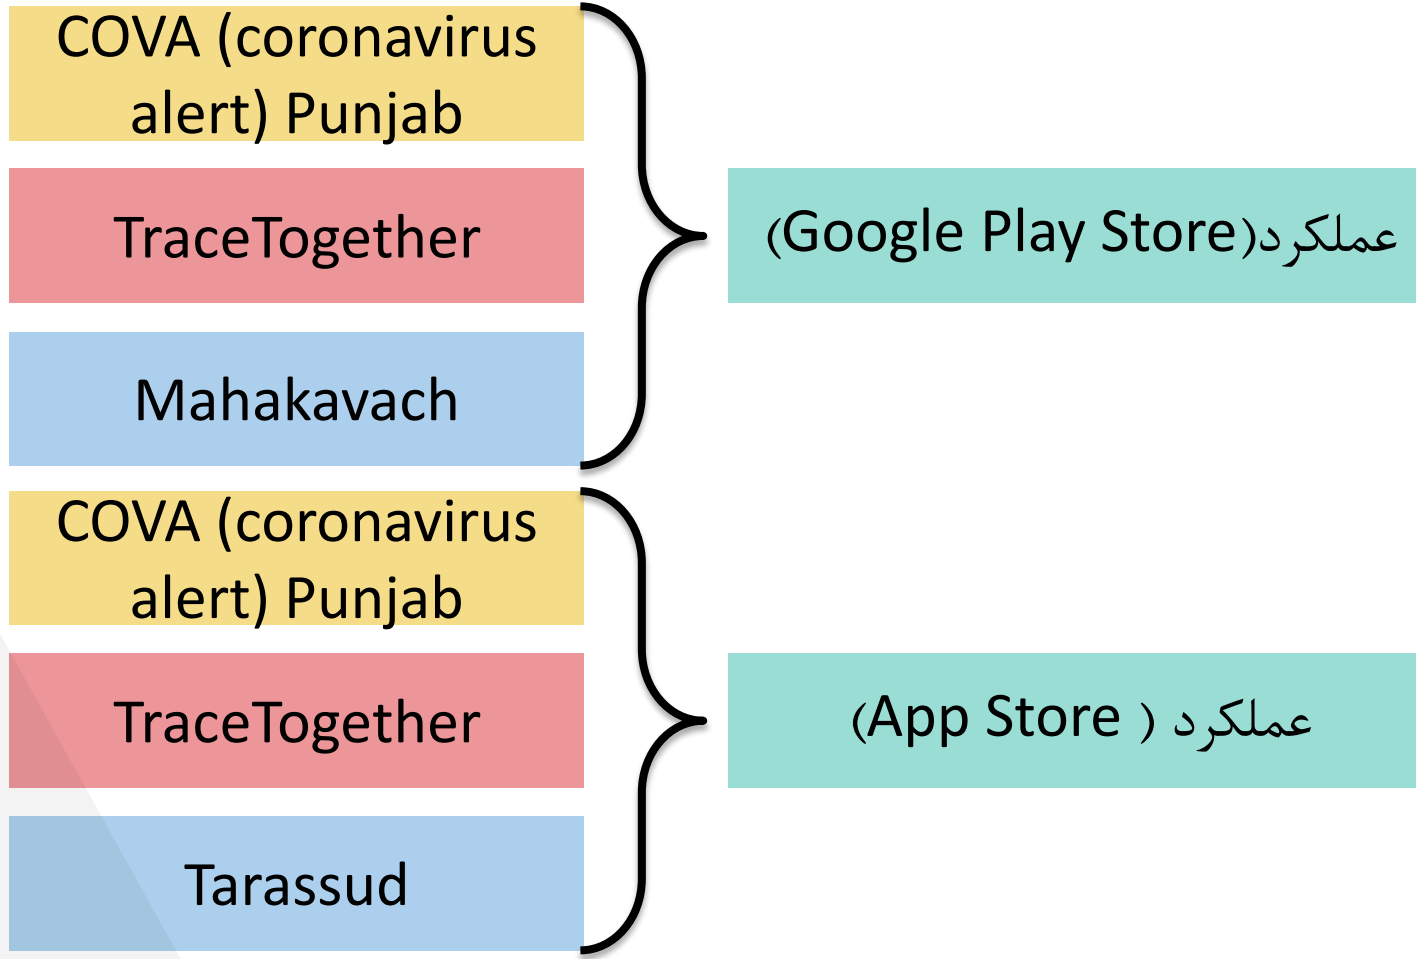 COVA (coronavirus
alert) Punjab
TraceTogether
Mahakavach
عملکرد(Google Play Store)
COVA (coronavirus
alert) Punjab
TraceTogether
Tarassud
عملکرد ( App Store)